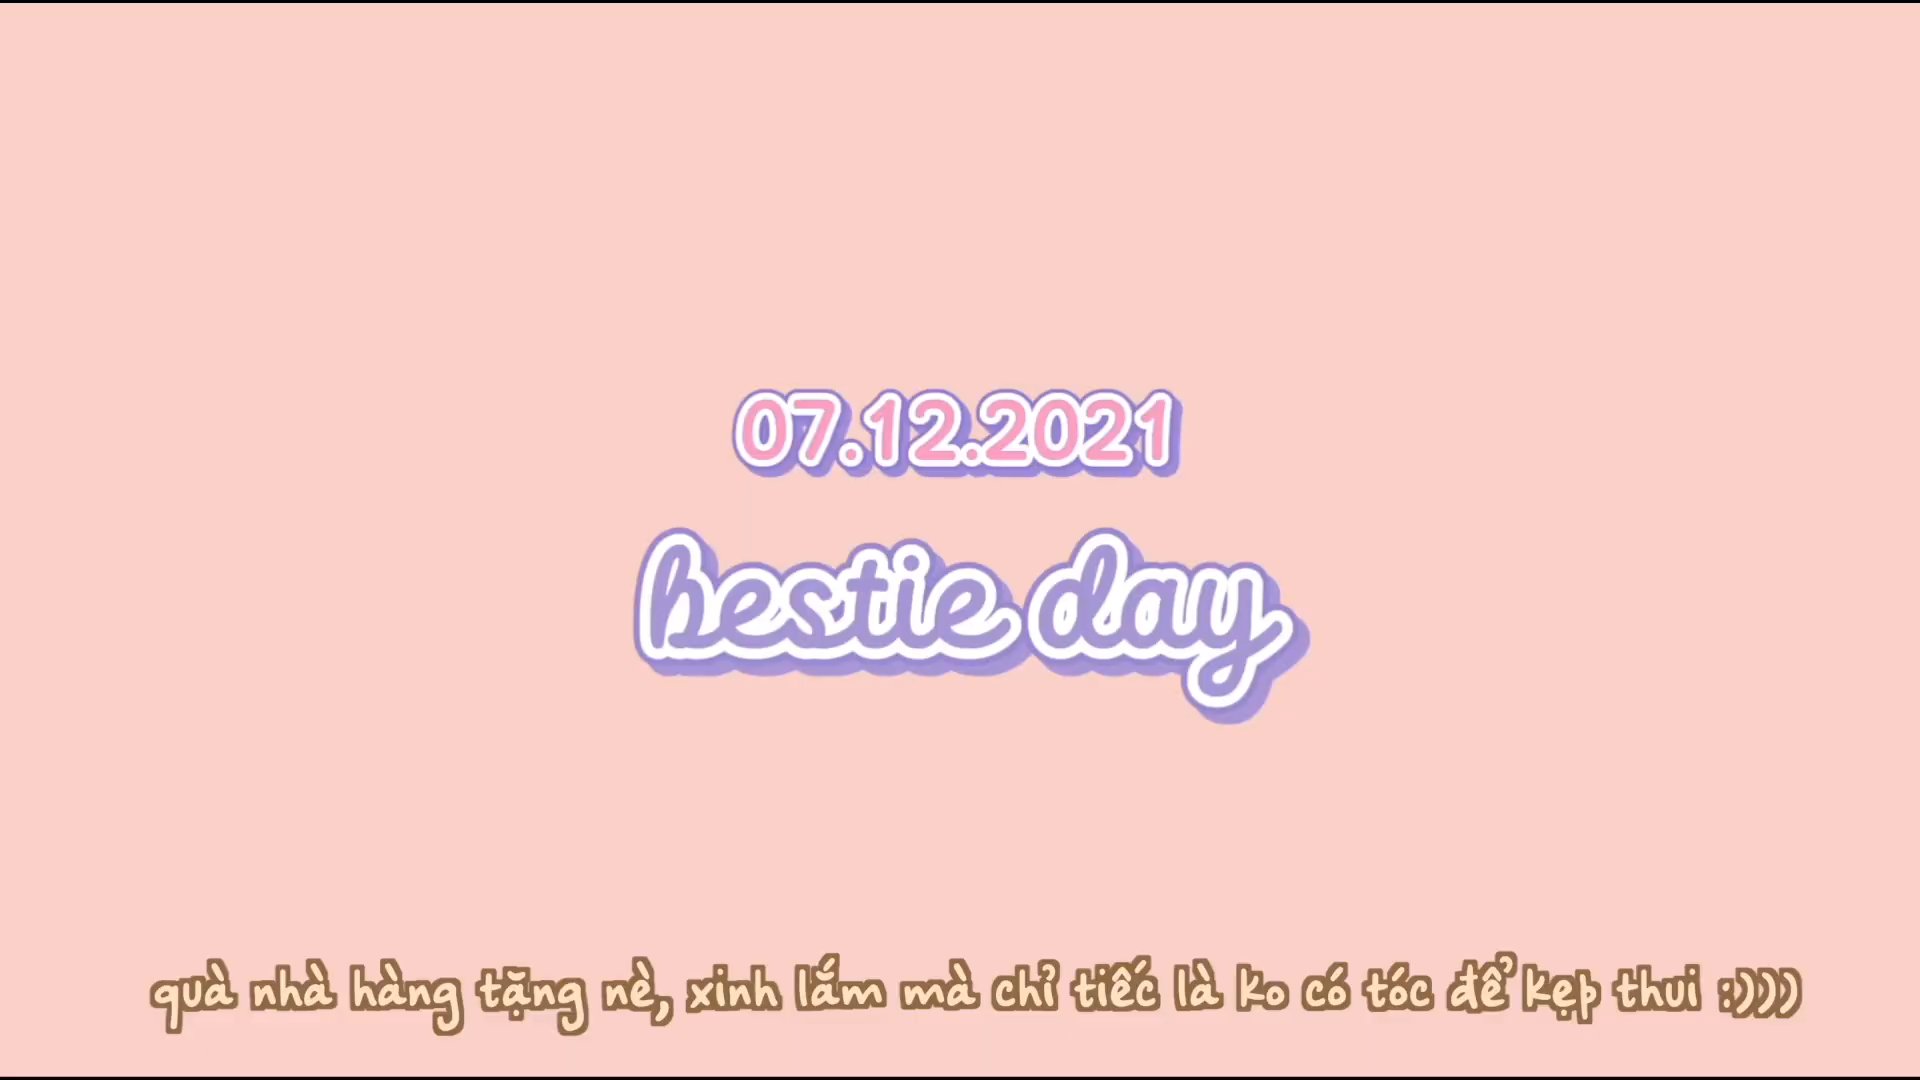 07.12.2021
bestie day
quà nhà hàng tặng nè, xinh lắm mà chỉ tiếc là ko có tóc để kẹp thui :)))